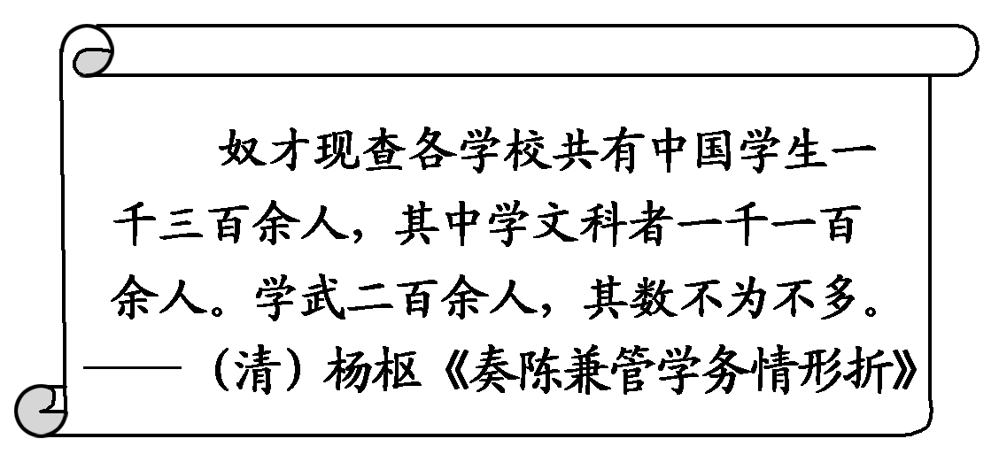 奴才现查各学校共有中国学生一
千三百余人，其中学文科者一千一百
余人。学武二百余人，其数不为不多。
——（清）杨枢《奏陈兼管学务情形折》